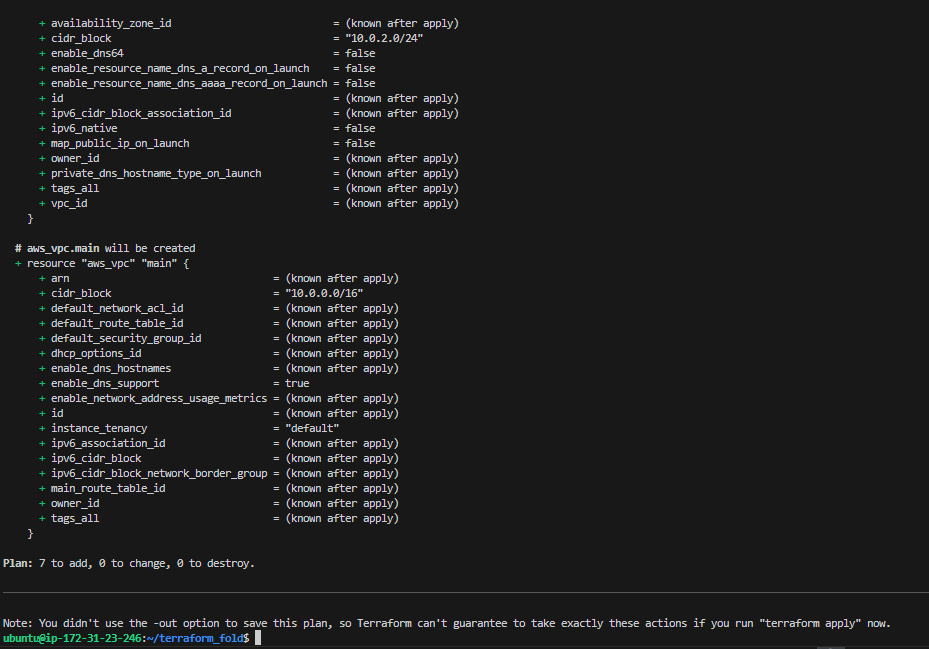 + availability_zone_id = (known after apply)
+ cidr_block = "10.0.2.0/24"
+ enable_dns64 = false
+ enable_resource_name_dns_a_record_on_launch = false
+ enable_resource_name_dns_aaaa_record_on_launch = false
+ id = (known after apply)
+ ipv6_cidr_block_association_id = (known after apply)
+ ipv6_native = false
+ map_public_ip_on_launch = false
+ owner_id = (known after apply)
+ private_dns_hostname_type_on_launch = (known after apply)
+ tags_all = (known after apply)
+ vpc_id = (known after apply)
}
# aws_vpc.main will be created
+ resource "aws_vpc" "main" {
+ arn = (known after apply)
+ cidr_block = "10.0.0.0/16"
+ default_network_acl_id = (known after apply)
+ default_route_table_id = (known after apply)
+ default_security_group_id = (known after apply)
+ dhcp_options_id = (known after apply)
+ enable_dns_hostnames = (known after apply)
+ enable_dns_support = true
+ enable_network_address_usage_metrics = (known after apply)
+ id = (known after apply)
+ instance_tenancy = "default"
+ ipv6_association_id = (known after apply)
+ ipv6_cidr_block = (known after apply)
+ ipv6_cidr_block_network_border_group = (known after apply)
+ main_route_table_id = (known after apply)
+ owner_id = (known after apply)
+ tags_all = (known after apply)
}
Plan: 7 to add, 0 to change, 0 to destroy.
Note: You didn't use the -out option to save this plan, so Terraform can't guarantee to take exactly these actions if you run "terraform apply" now.
ubuntu@ip-172-31-23-246:~/terraform_fold$